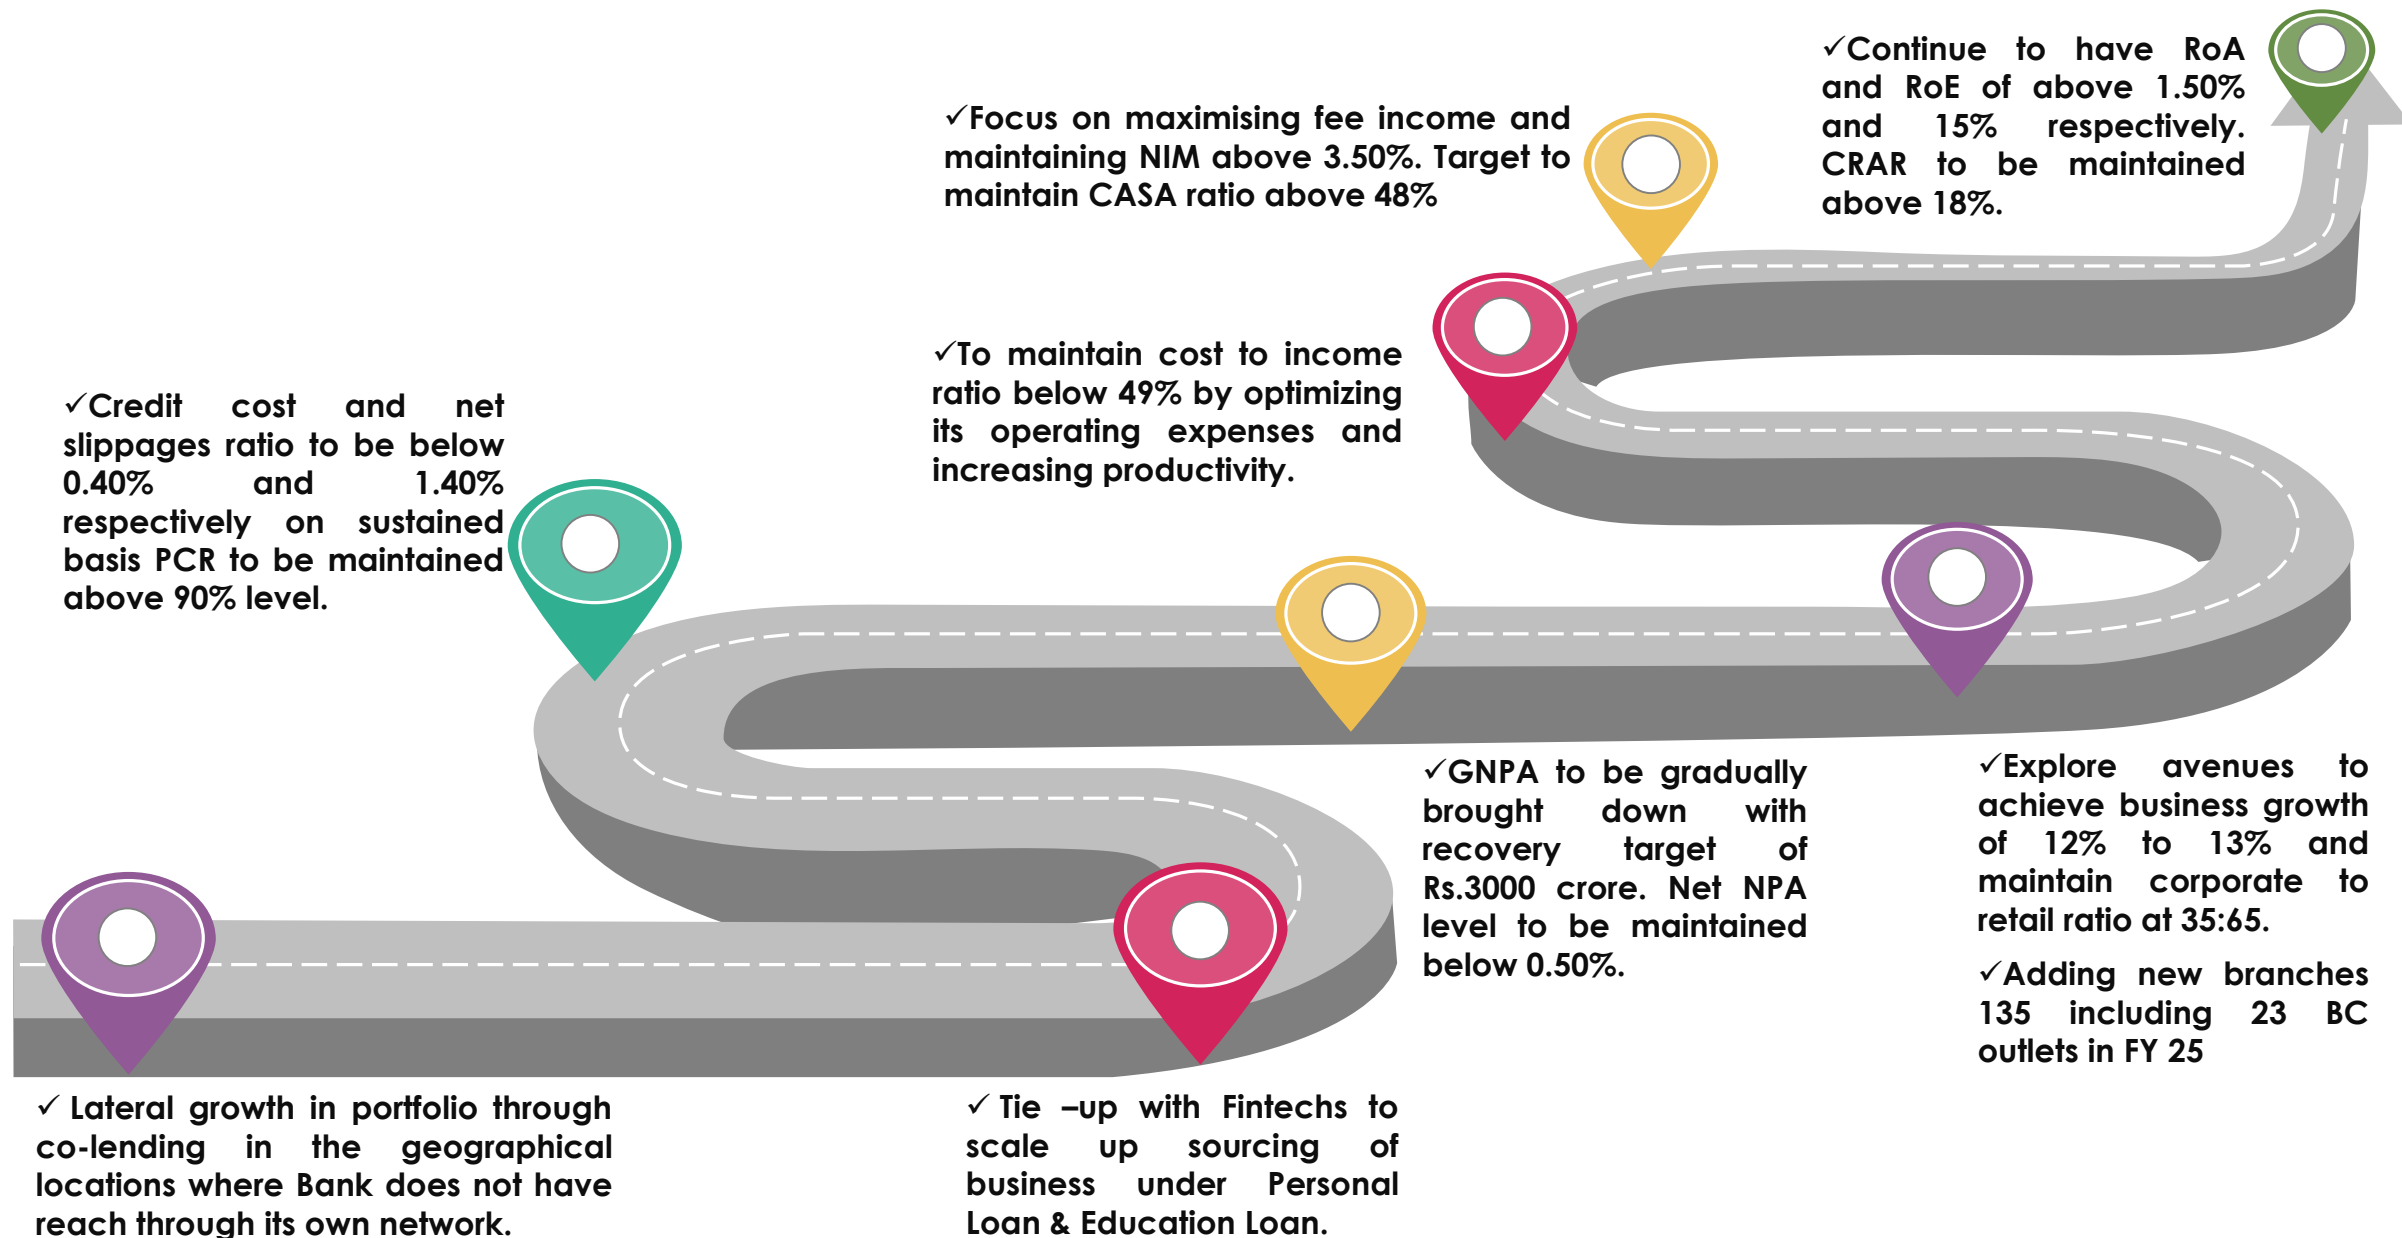 ✓Continue to have RoA
and RoE of above 1.50%
and 15% respectively.
CRAR to be maintained
above 18%.
✓Focus on maximising fee income and
maintaining NIM above 3.50%. Target to
maintain CASA ratio above 48%
✓To maintain cost to income
ratio below 49% by optimizing
its operating expenses and
increasing productivity.
✓Credit cost and net
slippages ratio to be below
0.40% and 1.40%
respectively on sustained
basis PCR to be maintained
above 90% level.
✓GNPA to be gradually
brought down with
recovery target of
Rs.3000 crore. Net NPA
level to be maintained
below 0.50%.
✓Explore avenues to
achieve business growth
of 12% to 13% and
maintain corporate to
retail ratio at 35:65.
✓Adding new branches
135 including 23 BC
outlets in FY 25
✓ Lateral growth in portfolio through
co-lending in the geographical
locations where Bank does not have
reach through its own network.
✓ Tie –up with Fintechs to
scale up sourcing of
business under Personal
Loan & Education Loan.